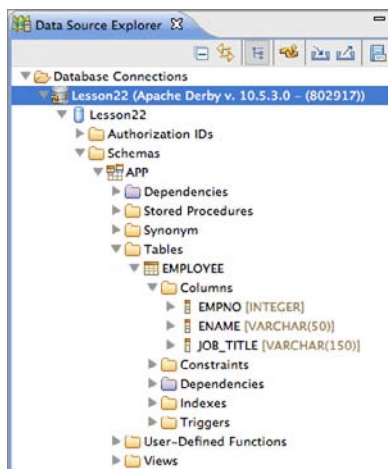 Data Source Explorer
Database Connections
Lesson22 (Apache Derby v. 10.5.3.0 - (802917))
Lesson22
Authorization IDs
Schemas
APP
Dependencies
Stored Procedures
Synonym
Tables
EMPLOYEE
Columns
EMPNO [INTEGER]
ENAME [VARCHAR(50)]
JOB_TITLE [VARCHAR(150)]
Constraints
Dependencies
Indexes
Triggers
User-Defined Functions
Views